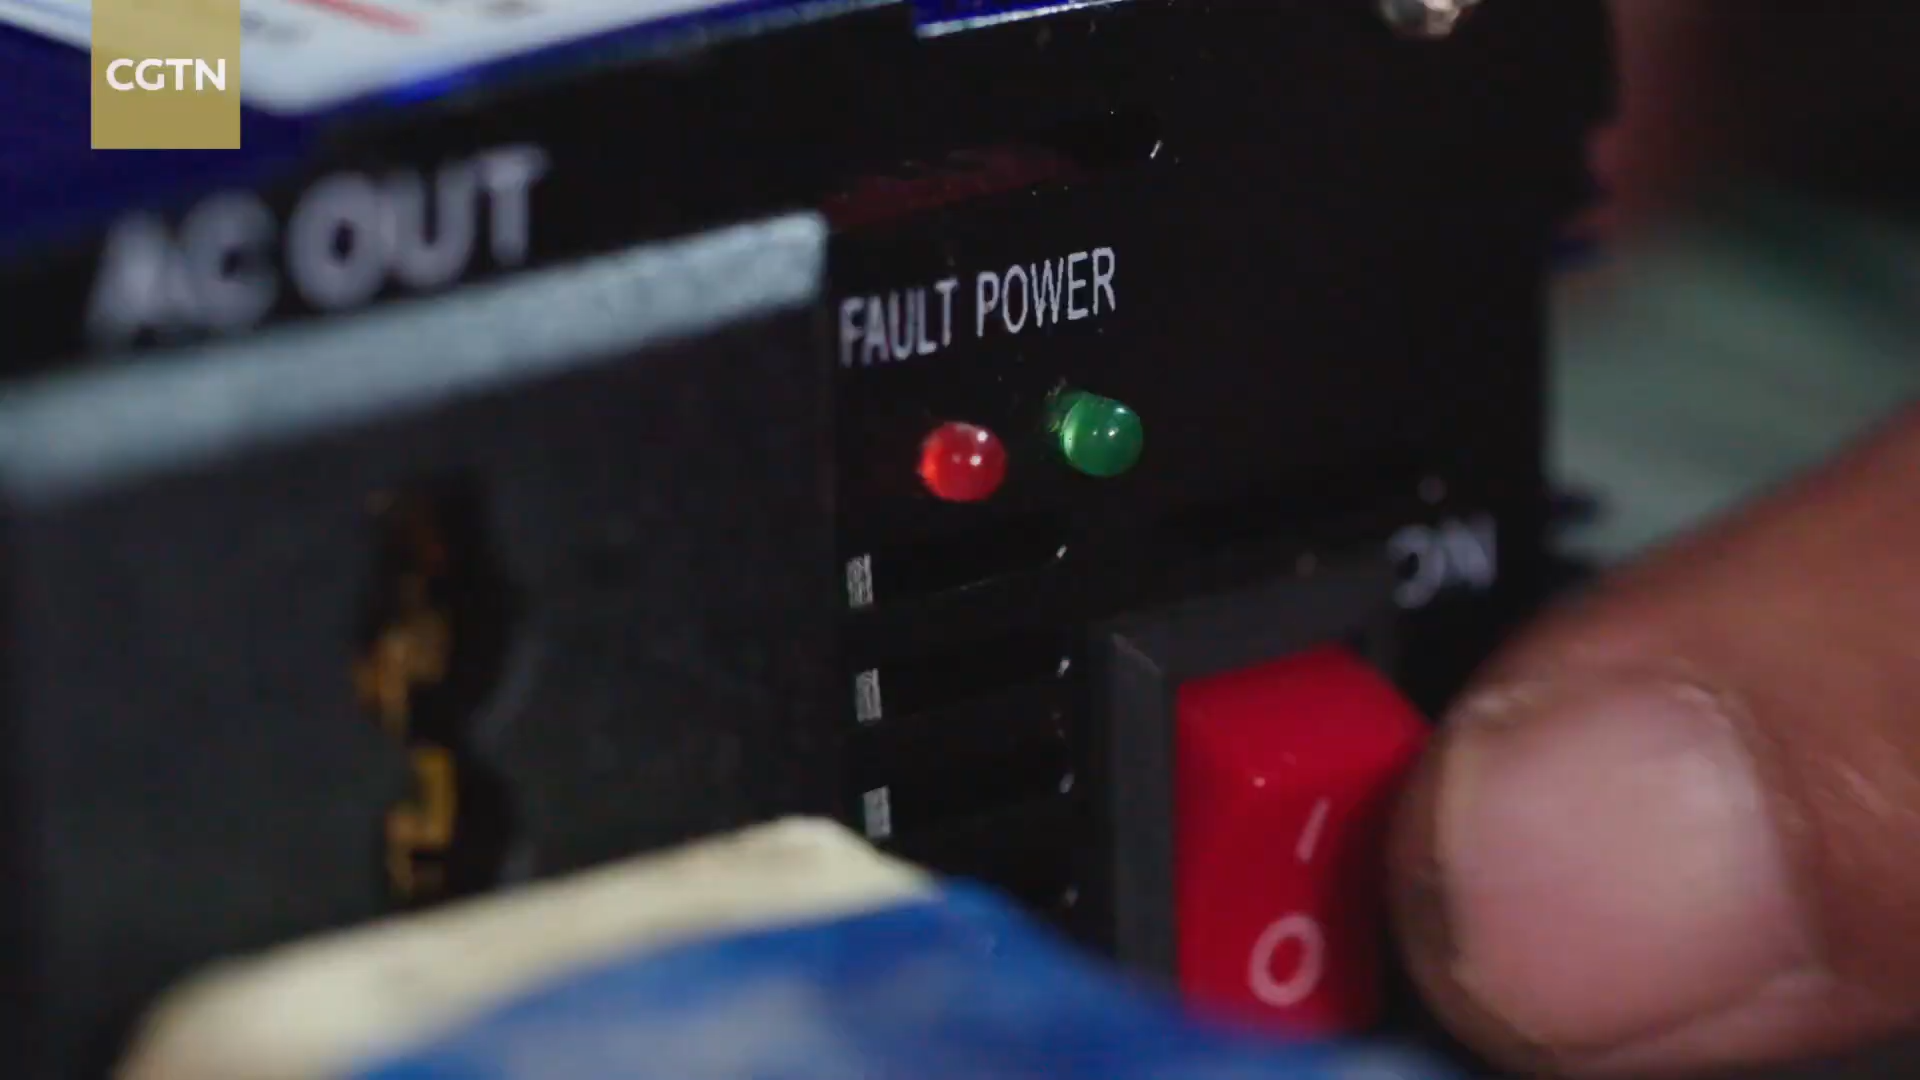 CGTN
AC OUT
FAULT POWER
ON
I
O